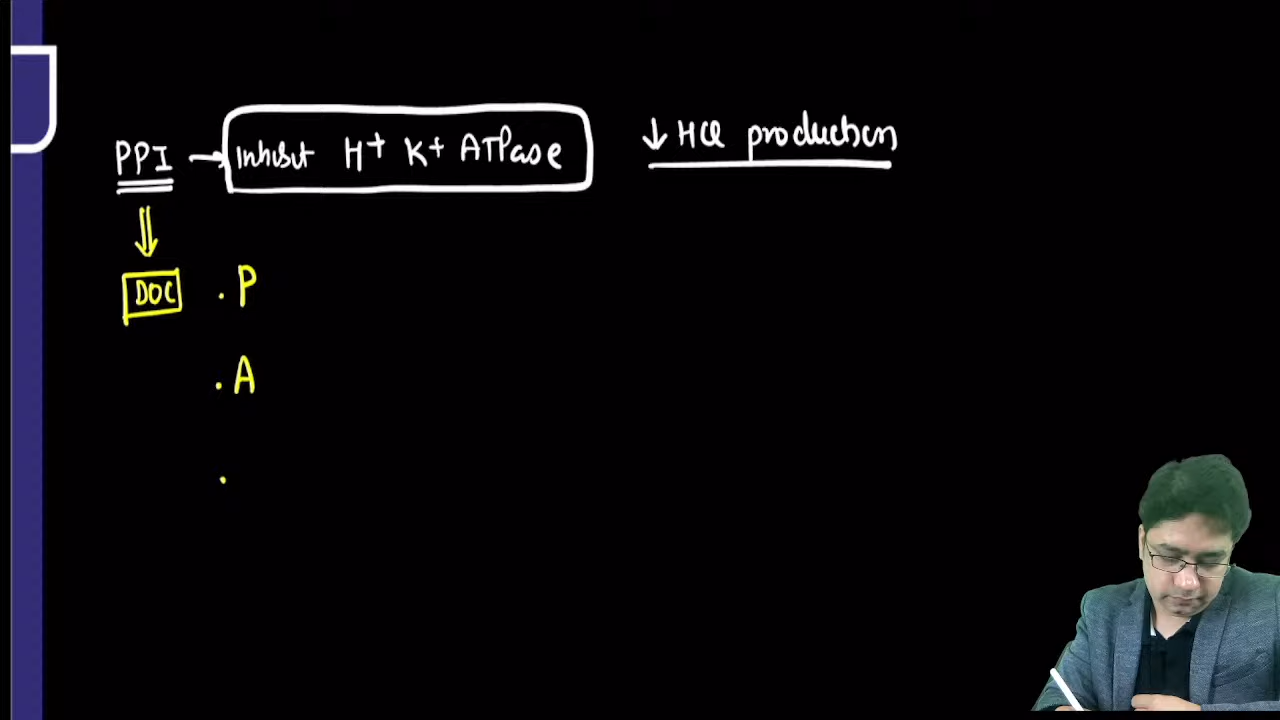 PPI → Inhibit H+ K+ ATPase ↓ HCl production
DOC . P
. A
.